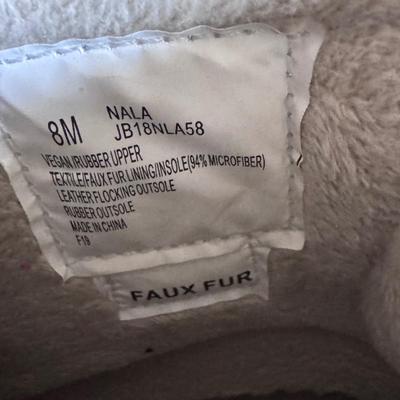 8M NALA
JB18NLA58
VEGAN/RUBBER UPPER
TEXTILE/FAUX FUR LINING/INSOLE(94% MICROFIBER)
LEATHER FLOCKING OUTSOLE
RUBBER OUTSOLE
MADE IN CHINA
F19
FAUX FUR